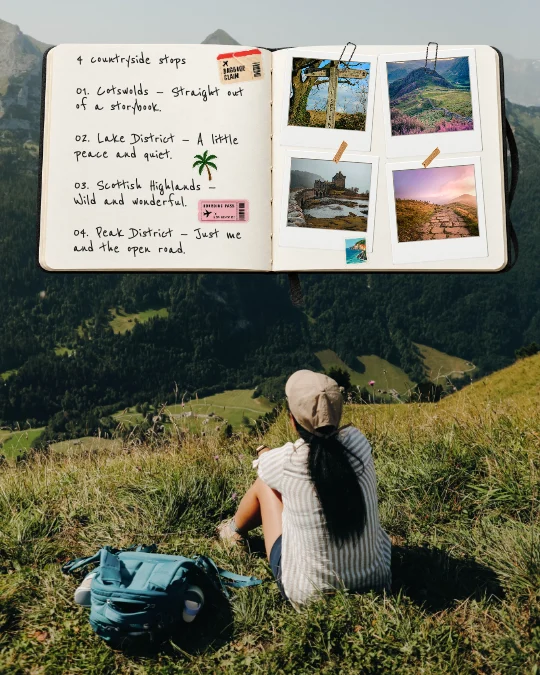 4 countryside stops
01. Cotswolds – Straight out
of a storybook.
02. Lake District – A little
peace and quiet.
03. Scottish Highlands –
Wild and wonderful.
04. Peak District – Just me
and the open road.
BAGGAGE
CLAIM
BOARDING PASS